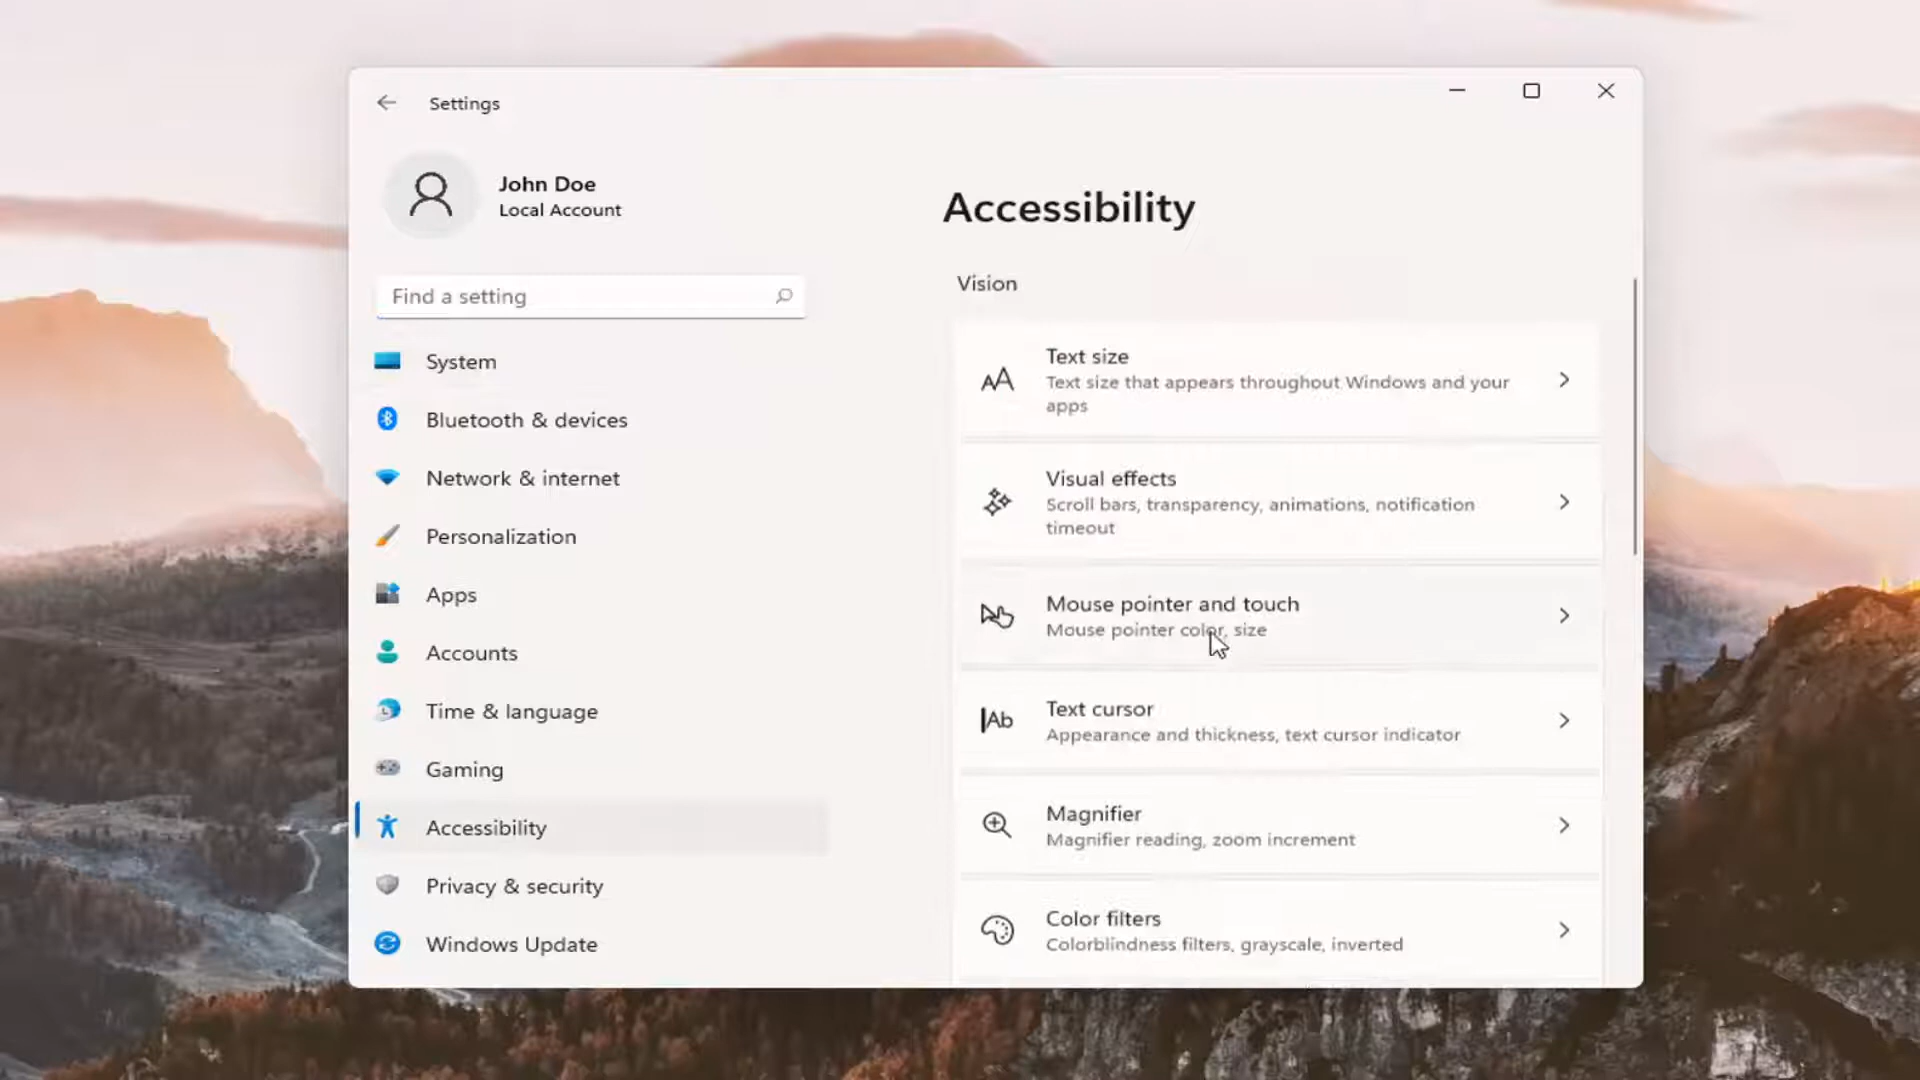 Settings
John Doe
Local Account
Find a setting
System
Bluetooth & devices
Network & internet
Personalization
Apps
Accounts
Time & language
Gaming
Accessibility
Privacy & security
Windows Update
Accessibility
Vision
Text size
Text size that appears throughout Windows and your
apps
Visual effects
Scroll bars, transparency, animations, notification
timeout
Mouse pointer and touch
Mouse pointer color, size
Text cursor
Appearance and thickness, text cursor indicator
Magnifier
Magnifier reading, zoom increment
Color filters
Colorblindness filters, grayscale, inverted